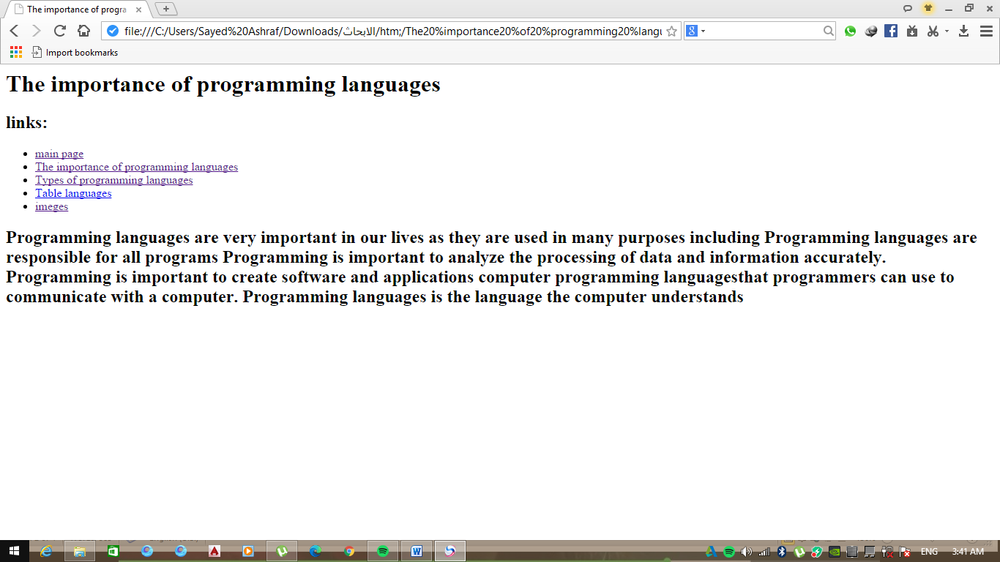 The importance of progra
file:///C:/Users/Sayed%20Ashraf/Downloads/الابحاث/htm;/The20%importance20%of20%programming20%langu
Import bookmarks
The importance of programming languages
links:
main page
The importance of programming languages
Types of programming languages
Table languages
imeges
Programming languages are very important in our lives as they are used in many purposes including Programming languages are
responsible for all programs Programming is important to analyze the processing of data and information accurately.
Programming is important to create software and applications computer programming languagesthat programmers can use to
communicate with a computer. Programming languages is the language the computer understands
ENG
3:41 AM